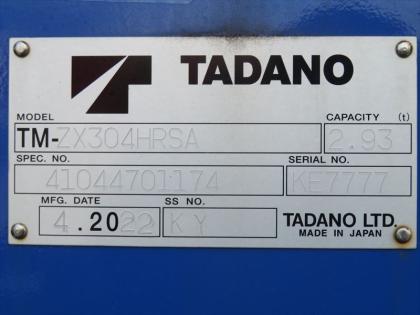 TADANO
MODEL CAPACITY (t)
TM-ZX304HRSA 2.93
SPEC. NO. SERIAL NO.
41044701174 KE7777
MFG. DATE SS NO.
4.2022 KY TADANO LTD.
MADE IN JAPAN